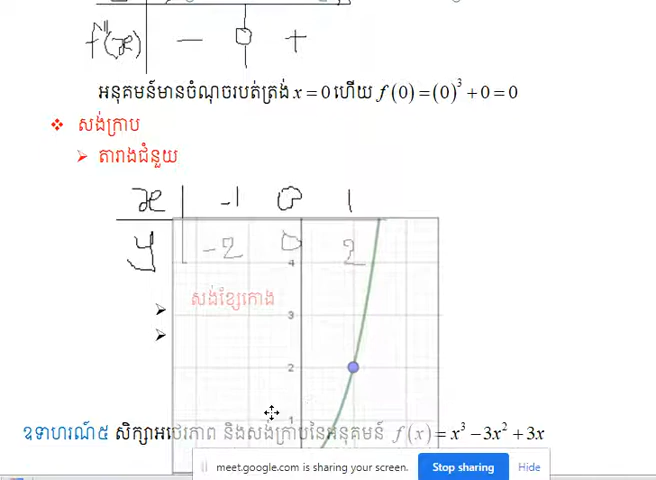 f''(x) − 0 +
អនុគមន៍មានចំណុចរបត់ត្រង់ x = 0 ហើយ f (0) = (0)³ + 0 = 0
❖ សង់ក្រាប
➢ តារាងជំនួយ
x -1 0 1
y -2 0 2
4
➢ សង់ខ្សែកោង
3
➢
2
1
ឧទាហរណ៍៥ សិក្សាអថេរភាព និងសង់ក្រាបនៃអនុគមន៍ f (x) = x³ − 3x² + 3x
meet.google.com is sharing your screen. Stop sharing Hide